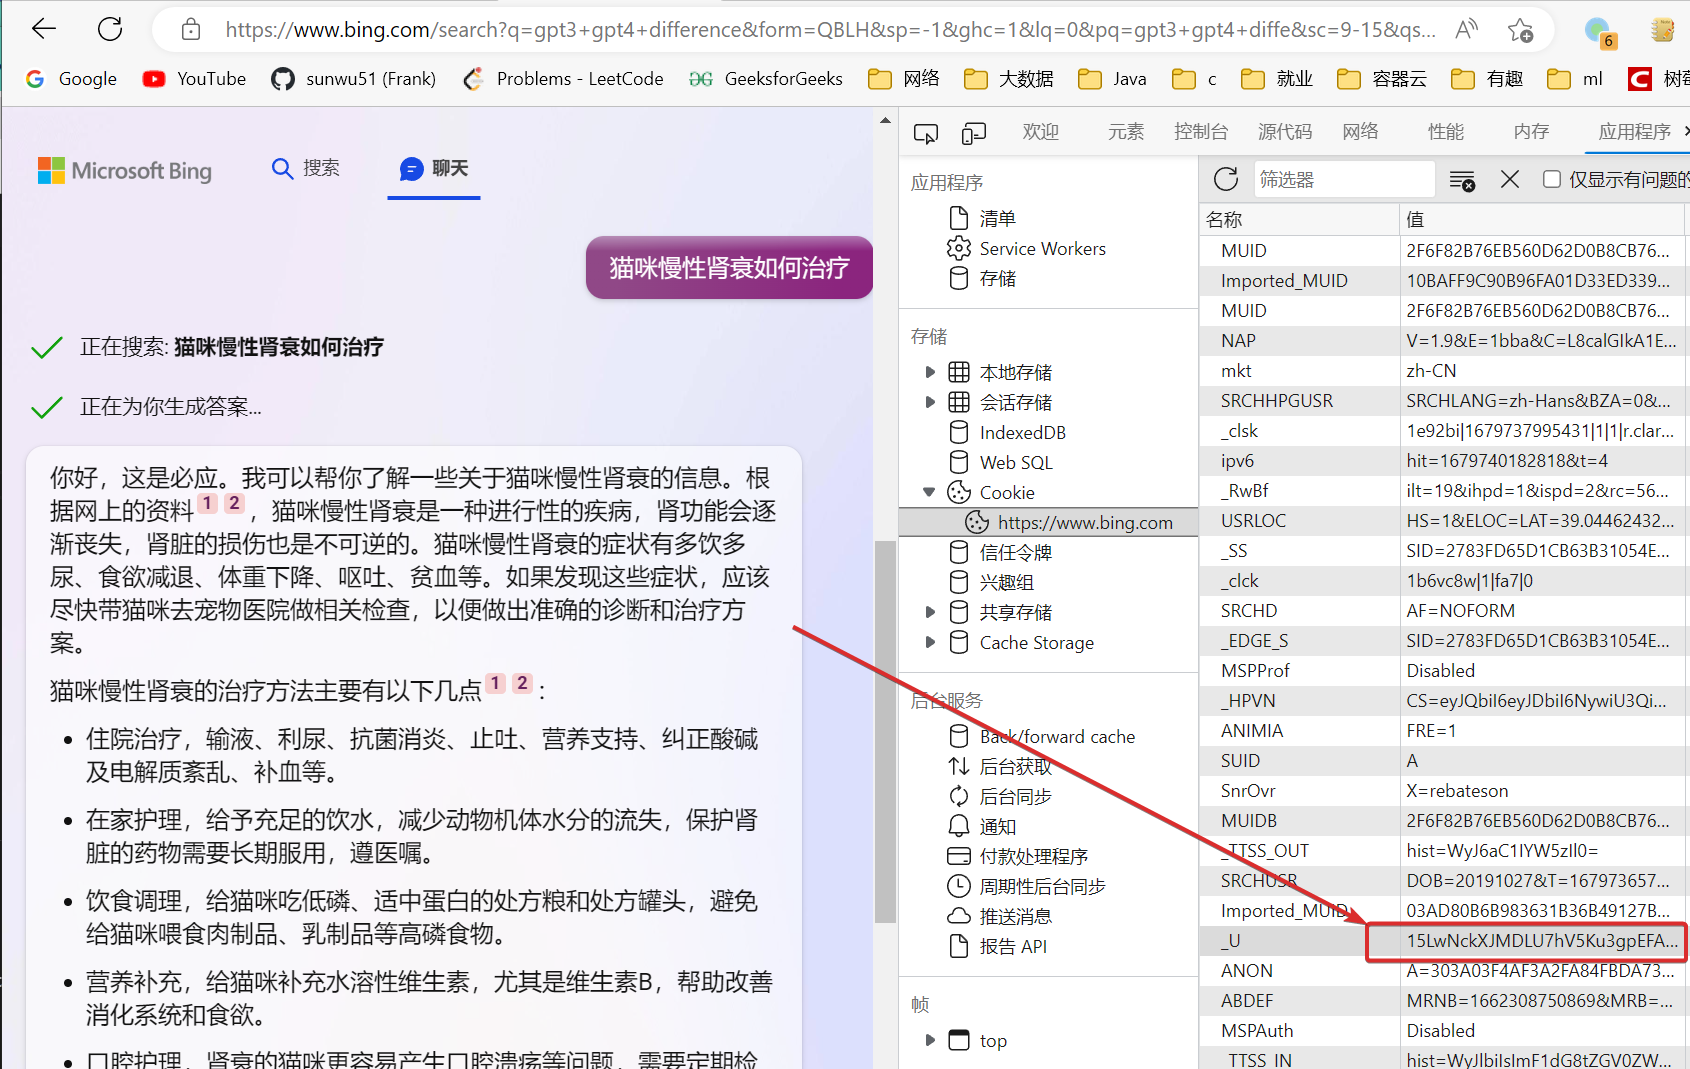 https://www.bing.com/search?q=gpt3+gpt4+difference&form=QBLH&sp=-1&ghc=1&lq=0&pq=gpt3+gpt4+diffe&sc=9-15&qs...
6
Google
YouTube
sunwu51 (Frank)
Problems - LeetCode
GeeksforGeeks
网络
大数据
Java
c
就业
容器云
有趣
ml
树莓
Microsoft Bing
搜索
聊天
猫咪慢性肾衰如何治疗
正在搜索: 猫咪慢性肾衰如何治疗
正在为你生成答案...
你好，这是必应。我可以帮你了解一些关于猫咪慢性肾衰的信息。根
据网上的资料 1 2 ，猫咪慢性肾衰是一种进行性的疾病，肾功能会逐
渐丧失，肾脏的损伤也是不可逆的。猫咪慢性肾衰的症状有多饮多
尿、食欲减退、体重下降、呕吐、贫血等。如果发现这些症状，应该
尽快带猫咪去宠物医院做相关检查，以便做出准确的诊断和治疗方
案。
猫咪慢性肾衰的治疗方法主要有以下几点 1 2 ：
• 住院治疗，输液、利尿、抗菌消炎、止吐、营养支持、纠正酸碱
及电解质紊乱、补血等。
• 在家护理，给予充足的饮水，减少动物机体水分的流失，保护肾
脏的药物需要长期服用，遵医嘱。
• 饮食调理，给猫咪吃低磷、适中蛋白的处方粮和处方罐头，避免
给猫咪喂食肉制品、乳制品等高磷食物。
• 营养补充，给猫咪补充水溶性维生素，尤其是维生素B，帮助改善
消化系统和食欲。
• 口腔护理，肾衰的猫咪更容易产生口腔溃疡等问题，需要定期检
欢迎
元素
控制台
源代码
网络
性能
内存
应用程序
应用程序
清单
Service Workers
存储
存储
本地存储
会话存储
IndexedDB
Web SQL
Cookie
https://www.bing.com
信任令牌
兴趣组
共享存储
Cache Storage
后台服务
Back/forward cache
后台获取
后台同步
通知
付款处理程序
周期性后台同步
推送消息
报告 API
帧
top
筛选器
仅显示有问题的
名称 值
MUID 2F6F82B76EB560D62D0B8CB76...
Imported_MUID 10BAFF9C90B96FA01D33ED339...
MUID 2F6F82B76EB560D62D0B8CB76...
NAP V=1.9&E=1bba&C=L8calGIkA1E...
mkt zh-CN
SRCHHPGUSR SRCHLANG=zh-Hans&BZA=0&...
_clsk 1e92bi|1679737995431|1|1|r.clar...
ipv6 hit=1679740182818&t=4
_RwBf ilt=19&ihpd=1&ispd=2&rc=56...
USRLOC HS=1&ELOC=LAT=39.04462432...
_SS SID=2783FD65D1CB63B31054E...
_clck 1b6vc8w|1|fa7|0
SRCHD AF=NOFORM
_EDGE_S SID=2783FD65D1CB63B31054E...
MSPProf Disabled
_HPVN CS=eyJQbiI6eyJDbiI6NywiU3Qi...
ANIMIA FRE=1
SUID A
SnrOvr X=rebateson
MUIDB 2F6F82B76EB560D62D0B8CB76...
_TTSS_OUT hist=WyJ6aC1IYW5zIl0=
SRCHUSR DOB=20191027&T=167973657...
Imported_MUID 03AD80B6B983631B36B49127B...
_U 15LwNckXJMDLU7hV5Ku3gpEFA...
ANON A=303A03F4AF3A2FA84FBDA73...
ABDEF MRNB=1662308750869&MRB=...
MSPAuth Disabled
_TTSS_IN hist=WyJlbiIsImF1dG8tZGV0ZW...